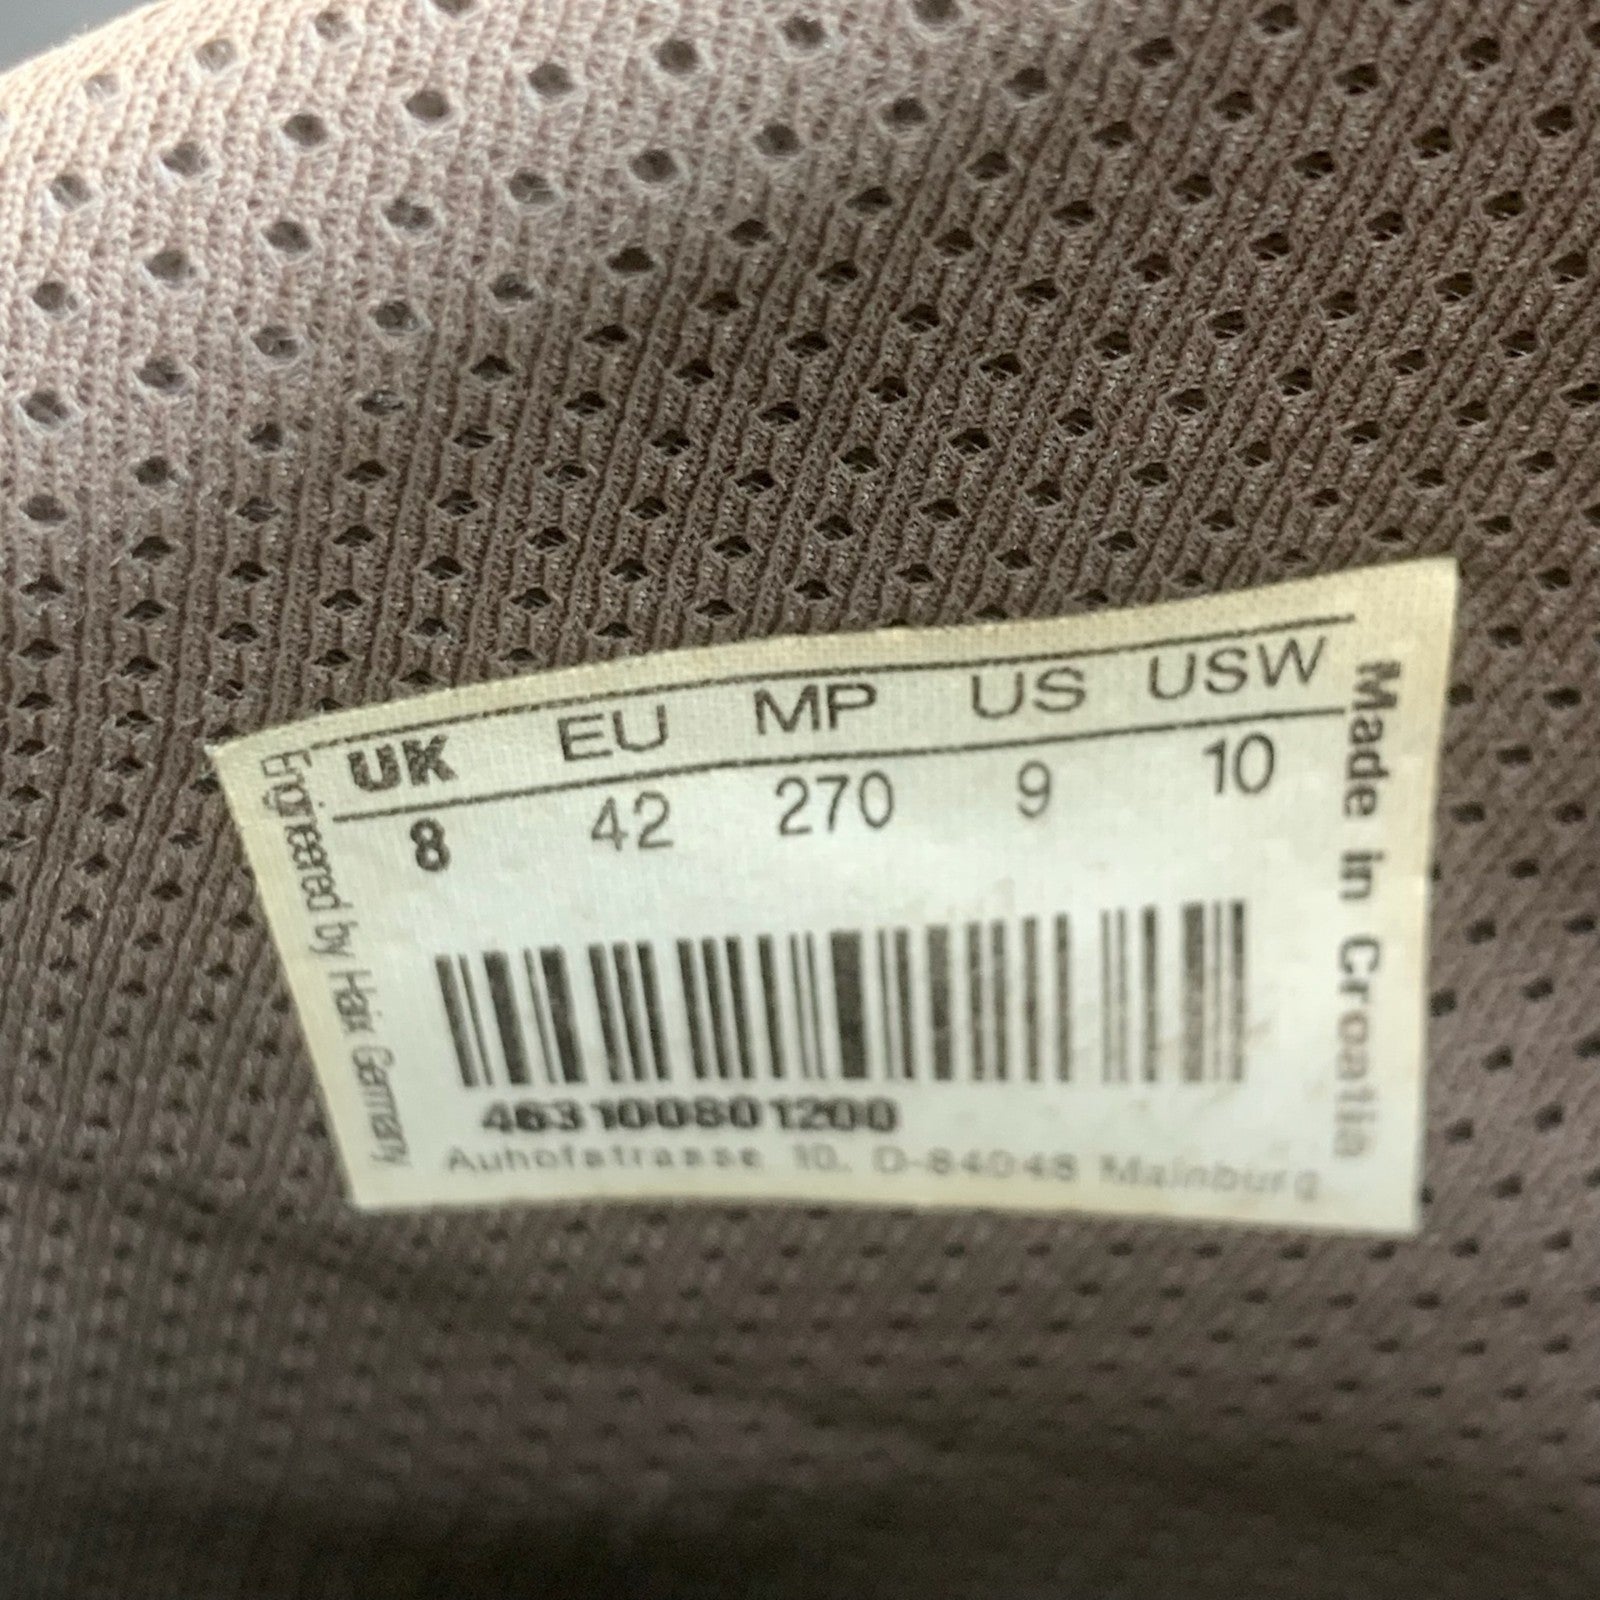 UK EU MP US USW
8 42 270 9 10
463100801200
Auhofstrasse 10, D-84048 Mainburg
Engineered by Haix Germany
Made in Croatia